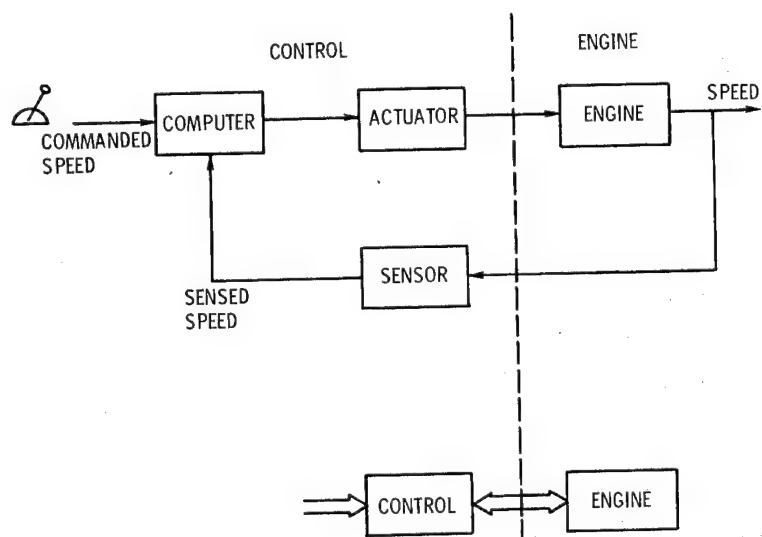 CONTROL
ENGINE
COMMANDED
SPEED
COMPUTER
ACTUATOR
ENGINE
SPEED
SENSED
SPEED
SENSOR
CONTROL
ENGINE